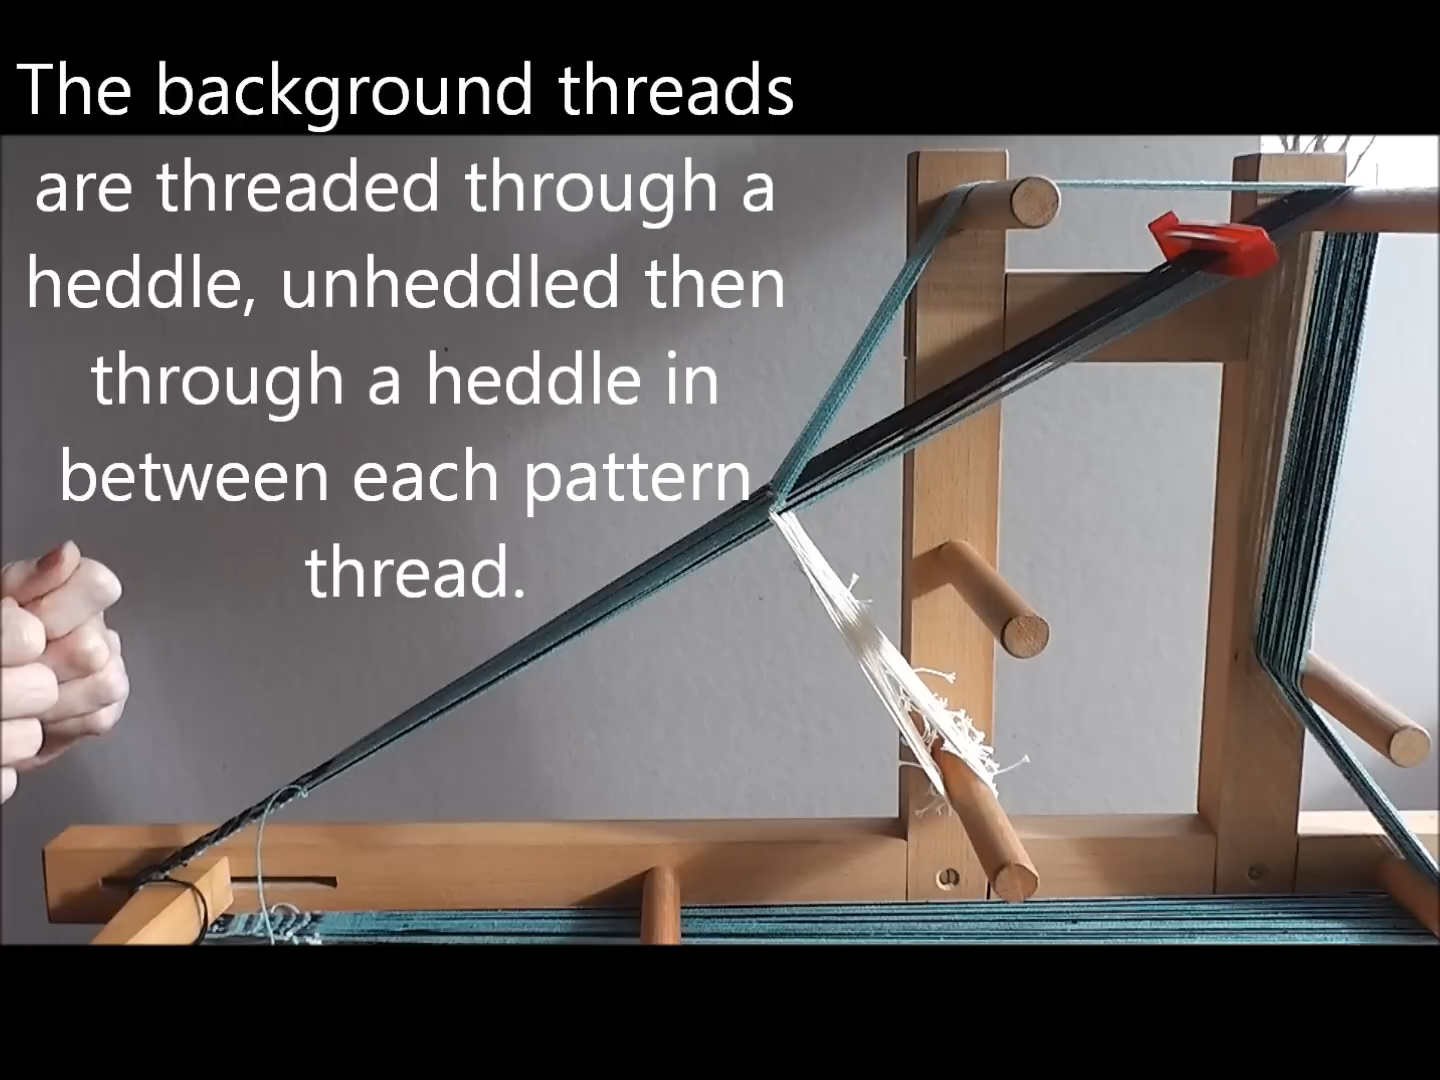 The background threads
are threaded through a
heddle, unheddled then
through a heddle in
between each pattern
thread.